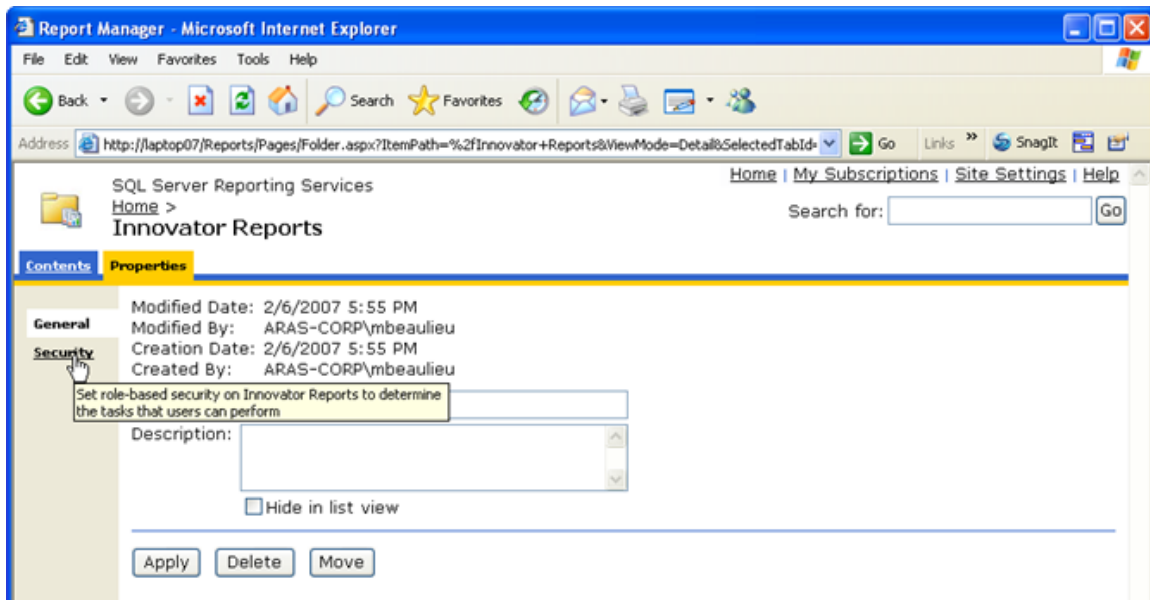 Report Manager - Microsoft Internet Explorer
File Edit View Favorites Tools Help
Back Search Favorites
Address http://laptop07/Reports/Pages/Folder.aspx?ItemPath=%2fInnovator+Reports&ViewMode=Detail&SelectedTabId= Go Links » SnagIt
Home | My Subscriptions | Site Settings | Help
SQL Server Reporting Services
Home >
Search for: Go
Innovator Reports
Contents Properties
General
Security
Modified Date: 2/6/2007 5:55 PM
Modified By: ARAS-CORP\mbeaulieu
Creation Date: 2/6/2007 5:55 PM
Created By: ARAS-CORP\mbeaulieu
Set role-based security on Innovator Reports to determine
the tasks that users can perform
Description:
Hide in list view
Apply Delete Move